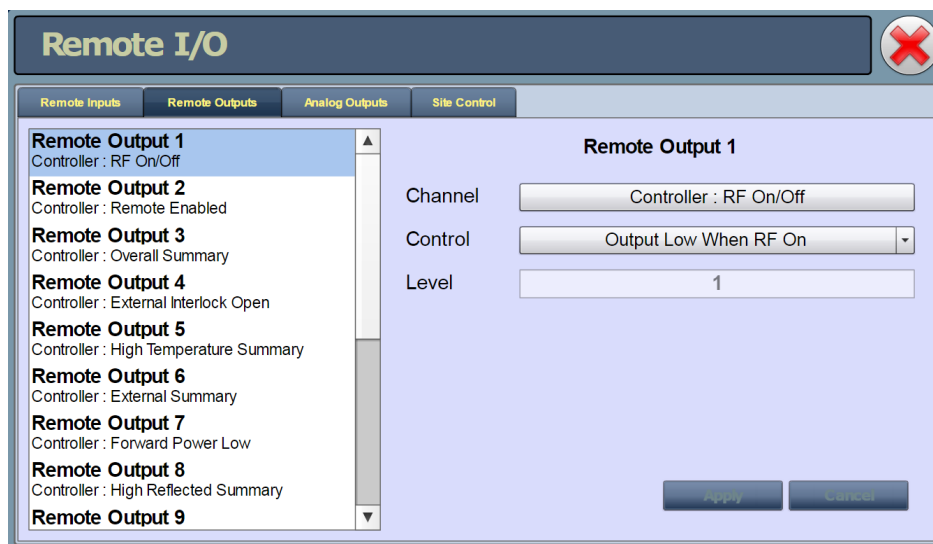 Remote I/O
Remote Inputs
Remote Outputs
Analog Outputs
Site Control
Remote Output 1
Controller : RF On/Off
Remote Output 2
Controller : Remote Enabled
Remote Output 3
Controller : Overall Summary
Remote Output 4
Controller : External Interlock Open
Remote Output 5
Controller : High Temperature Summary
Remote Output 6
Controller : External Summary
Remote Output 7
Controller : Forward Power Low
Remote Output 8
Controller : High Reflected Summary
Remote Output 9
Remote Output 1
Channel Controller : RF On/Off
Control Output Low When RF On
Level 1
Apply Cancel